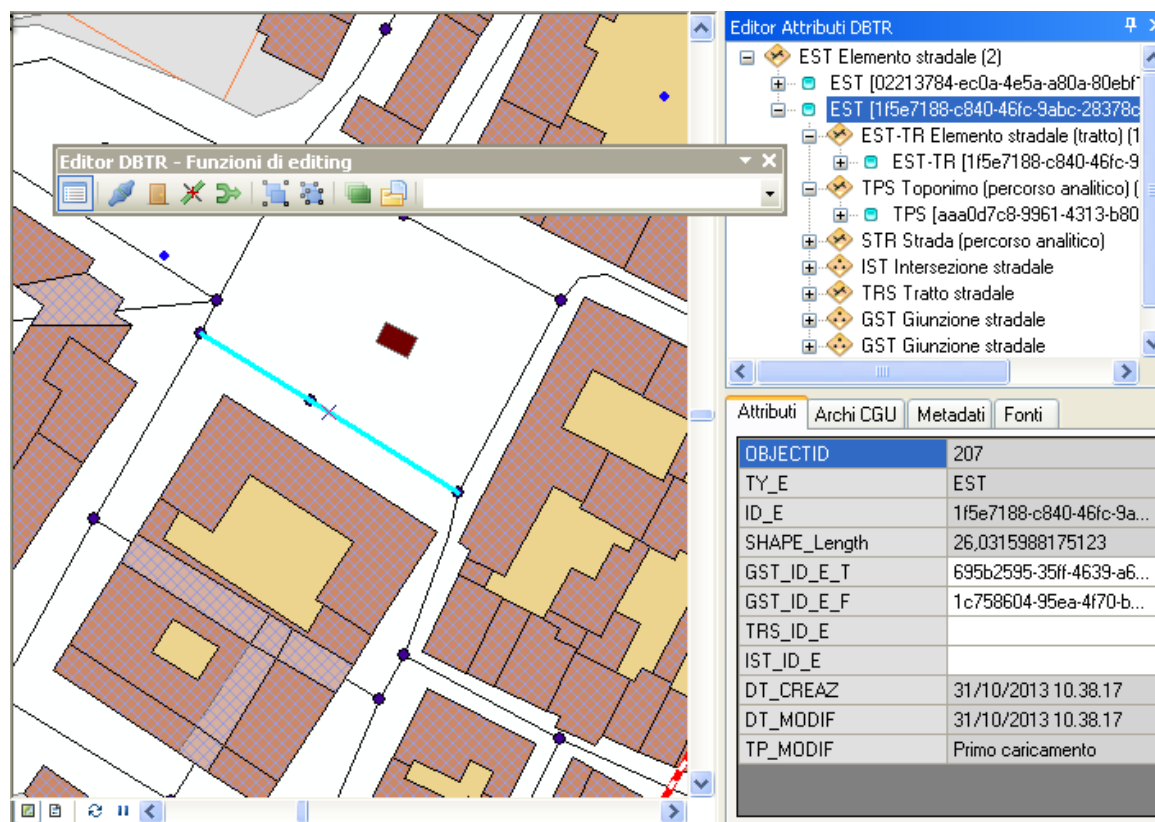 Editor Attributi DBTR
EST Elemento stradale (2)
EST [02213784-ec0a-4e5a-a80a-80ebf
EST [1f5e7188-c840-46fc-9abc-28378c
EST-TR Elemento stradale (tratto) (1
EST-TR [1f5e7188-c840-46fc-9
TPS Toponimo (percorso analitico) (
TPS [aaa0d7c8-9961-4313-b80
STR Strada (percorso analitico)
IST Intersezione stradale
TRS Tratto stradale
GST Giunzione stradale
GST Giunzione stradale
Editor DBTR - Funzioni di editing
Attributi Archi CGU Metadati Fonti
OBJECTID 207
TY_E EST
ID_E 1f5e7188-c840-46fc-9a...
SHAPE_Length 26,0315988175123
GST_ID_E_T 695b2595-35ff-4639-a6...
GST_ID_E_F 1c758604-95ea-4f70-b...
TRS_ID_E
IST_ID_E
DT_CREAZ 31/10/2013 10.38.17
DT_MODIF 31/10/2013 10.38.17
TP_MODIF Primo caricamento